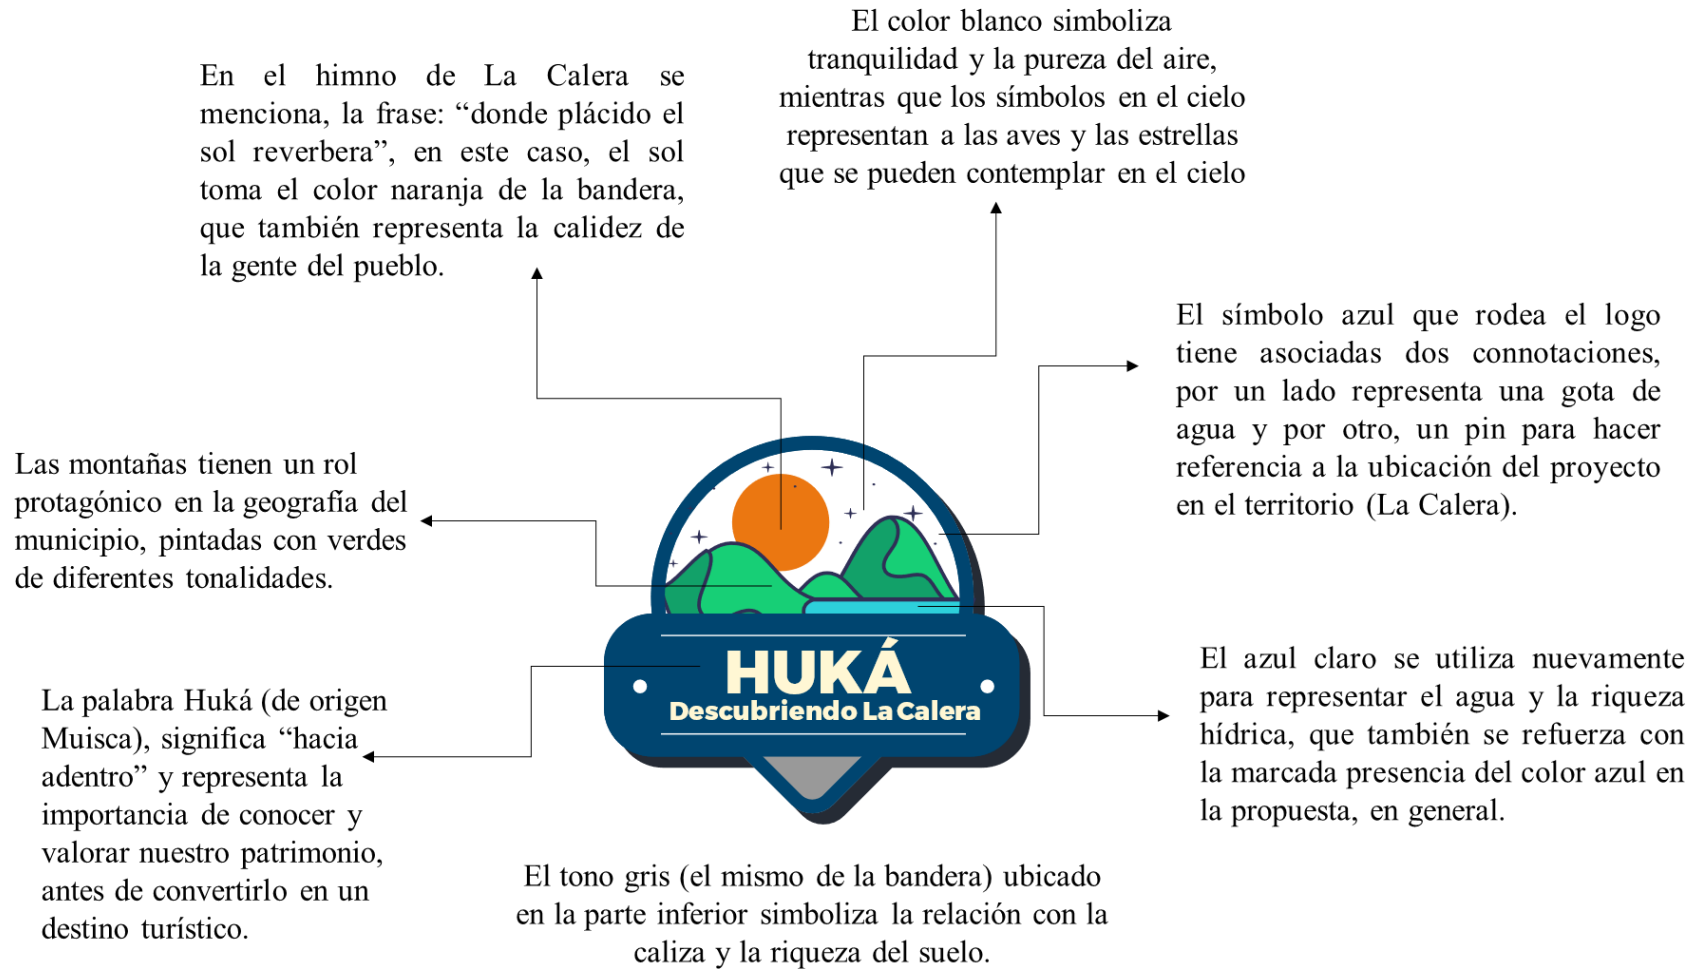 El color blanco simboliza
tranquilidad y la pureza del aire,
mientras que los símbolos en el cielo
representan a las aves y las estrellas
que se pueden contemplar en el cielo
En el himno de La Calera se
menciona, la frase: “donde plácido el
sol reverbera”, en este caso, el sol
toma el color naranja de la bandera,
que también representa la calidez de
la gente del pueblo.
El símbolo azul que rodea el logo
tiene asociadas dos connotaciones,
por un lado representa una gota de
agua y por otro, un pin para hacer
referencia a la ubicación del proyecto
en el territorio (La Calera).
Las montañas tienen un rol
protagónico en la geografía del
municipio, pintadas con verdes
de diferentes tonalidades.
HUKÁ
Descubriendo La Calera
El azul claro se utiliza nuevamente
para representar el agua y la riqueza
hídrica, que también se refuerza con
la marcada presencia del color azul en
la propuesta, en general.
La palabra Huká (de origen
Muisca), significa “hacia
adentro” y representa la
importancia de conocer y
valorar nuestro patrimonio,
antes de convertirlo en un
destino turístico.
El tono gris (el mismo de la bandera) ubicado
en la parte inferior simboliza la relación con la
caliza y la riqueza del suelo.